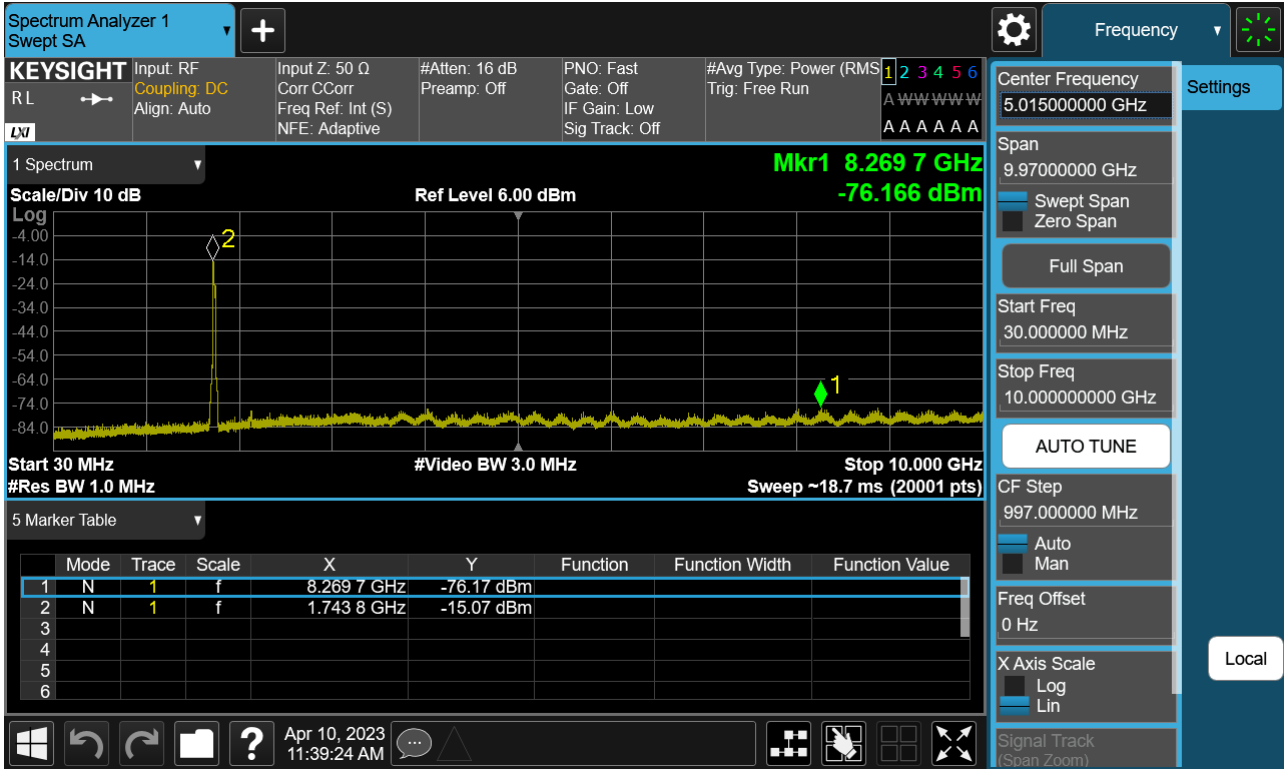 Spectrum Analyzer 1
Swept SA
Frequency
KEYSIGHT
R L
LXI
Input: RF
Coupling: DC
Align: Auto
Input Z: 50 Ω
Corr CCorr
Freq Ref: Int (S)
NFE: Adaptive
#Atten: 16 dB
Preamp: Off
PNO: Fast
Gate: Off
IF Gain: Low
Sig Track: Off
#Avg Type: Power (RMS
Trig: Free Run
1 2 3 4 5 6
A W W W W W
A A A A A A
1 Spectrum
Mkr1 8.269 7 GHz
-76.166 dBm
Scale/Div 10 dB
Ref Level 6.00 dBm
Log
-4.00
-14.0
-24.0
-34.0
-44.0
-54.0
-64.0
-74.0
-84.0
2
1
Start 30 MHz
#Video BW 3.0 MHz
Stop 10.000 GHz
#Res BW 1.0 MHz
Sweep ~18.7 ms (20001 pts)
5 Marker Table
Mode Trace Scale X Y Function Function Width Function Value
1 N 1 f 8.269 7 GHz -76.17 dBm
2 N 1 f 1.743 8 GHz -15.07 dBm
3
4
5
6
?
Apr 10, 2023
11:39:24 AM
Center Frequency
5.015000000 GHz
Span
9.97000000 GHz
Swept Span
Zero Span
Full Span
Start Freq
30.000000 MHz
Stop Freq
10.000000000 GHz
AUTO TUNE
CF Step
997.000000 MHz
Auto
Man
Freq Offset
0 Hz
X Axis Scale
Log
Lin
Signal Track
(Span Zoom)
Settings
Local